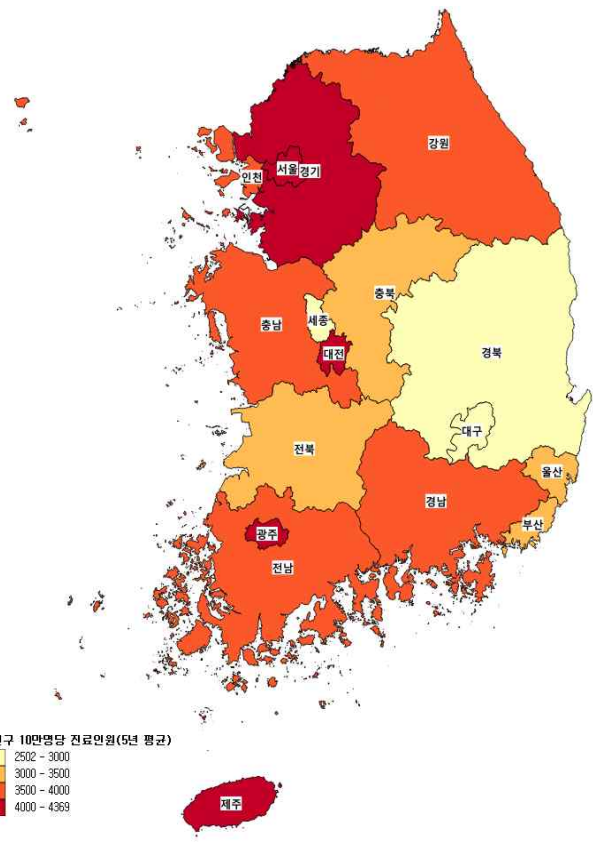 강원
서울 경기
인천
충북
세종
충남
대전
경북
대구
전북
울산
경남
부산
광주
전남
구 10만명당 진료인원(5년 평균)
2502 - 3000
3000 - 3500
3500 - 4000
4000 - 4369
제주